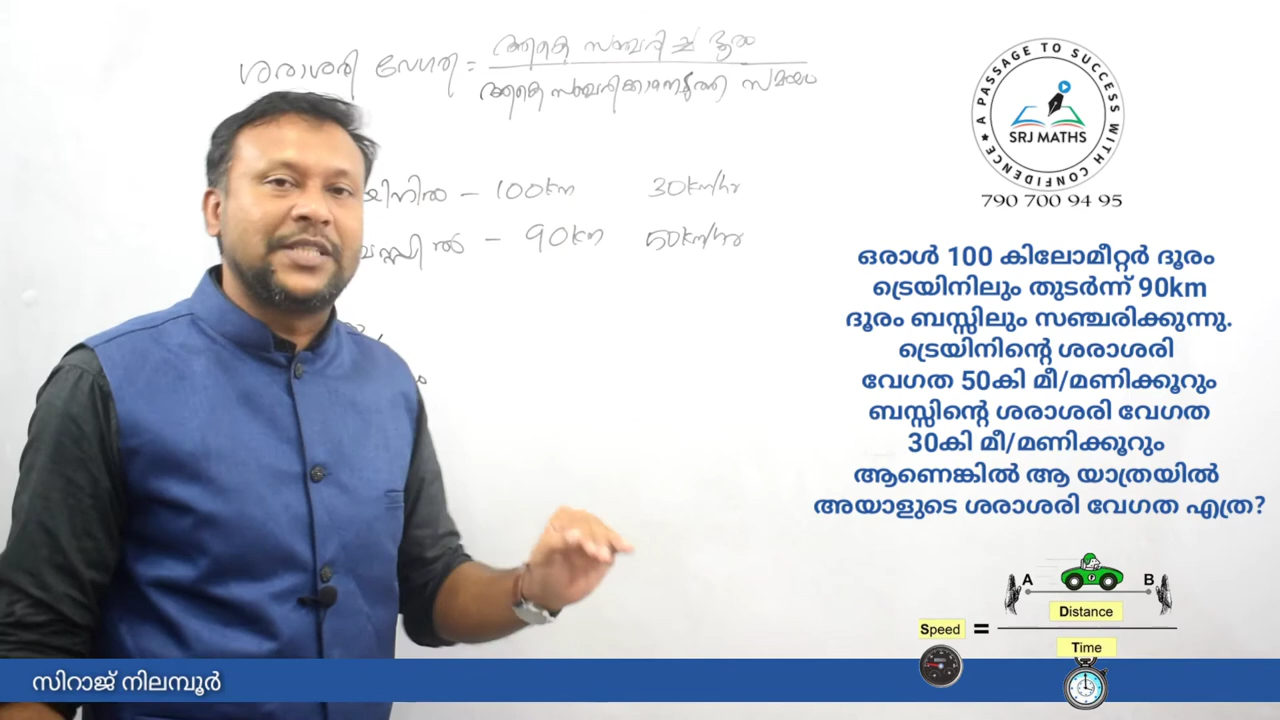 ശരാശരി വേഗത = ആകെ സഞ്ചരിച്ച ദൂരം
ആകെ സഞ്ചരിക്കാനെടുത്ത സമയം
യിനിൽ - 100km 30km/hr
ബസ്സിൽ - 90km 50km/hr
A PASSAGE TO SUCCESS WITH CONFIDENCE
SRJ MATHS
790 700 94 95
ഒരാൾ 100 കിലോമീറ്റർ ദൂരം
ട്രെയിനിലും തുടർന്ന് 90km
ദൂരം ബസ്സിലും സഞ്ചരിക്കുന്നു.
ട്രെയിനിന്റെ ശരാശരി
വേഗത 50കി മീ/മണിക്കൂറും
ബസ്സിന്റെ ശരാശരി വേഗത
30കി മീ/മണിക്കൂറും
ആണെങ്കിൽ ആ യാത്രയിൽ
അയാളുടെ ശരാശരി വേഗത എത്ര?
A B
Distance
Speed =
Time
സിറാജ് നിലമ്പൂർ